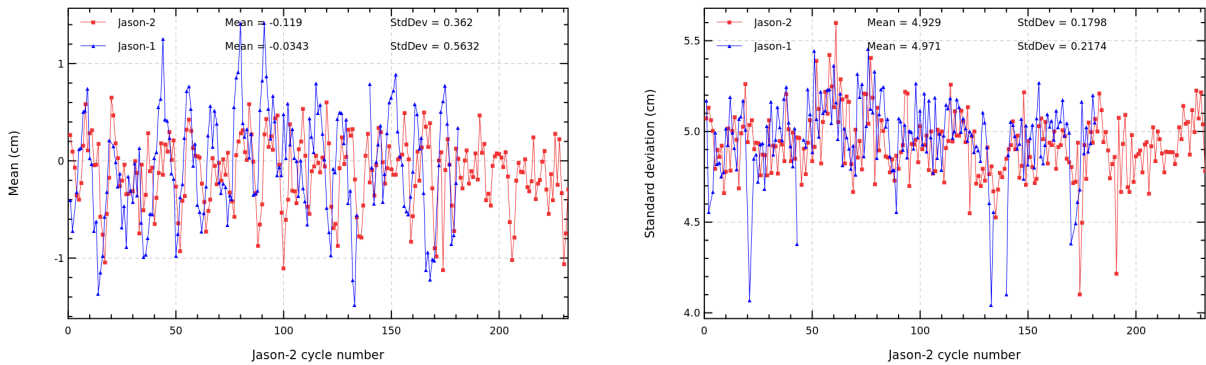 Jason-2 Mean = -0.119 StdDev = 0.362
Jason-1 Mean = -0.0343 StdDev = 0.5632
Mean (cm)
1
0
-1
0 50 100 150 200
Jason-2 cycle number
Jason-2 Mean = 4.929 StdDev = 0.1798
Jason-1 Mean = 4.971 StdDev = 0.2174
Standard deviation (cm)
5.5
5.0
4.5
4.0
0 50 100 150 200
Jason-2 cycle number